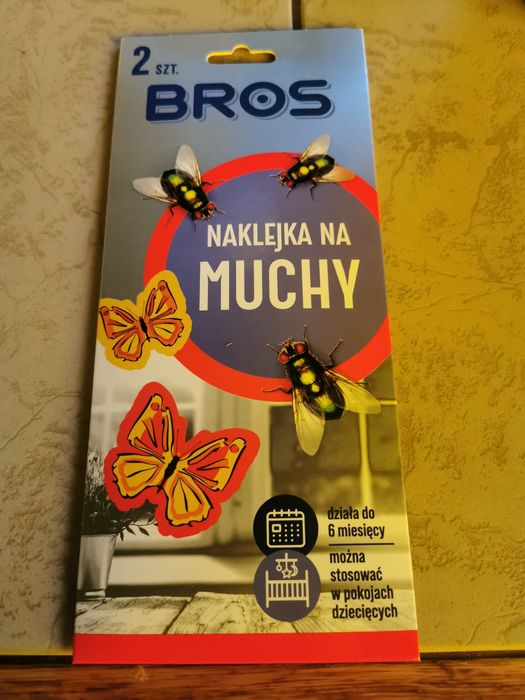 2 SZT.
BROS
NAKLEJKA NA
MUCHY
działa do
6 miesięcy
można
stosować
w pokojach
dziecięcych